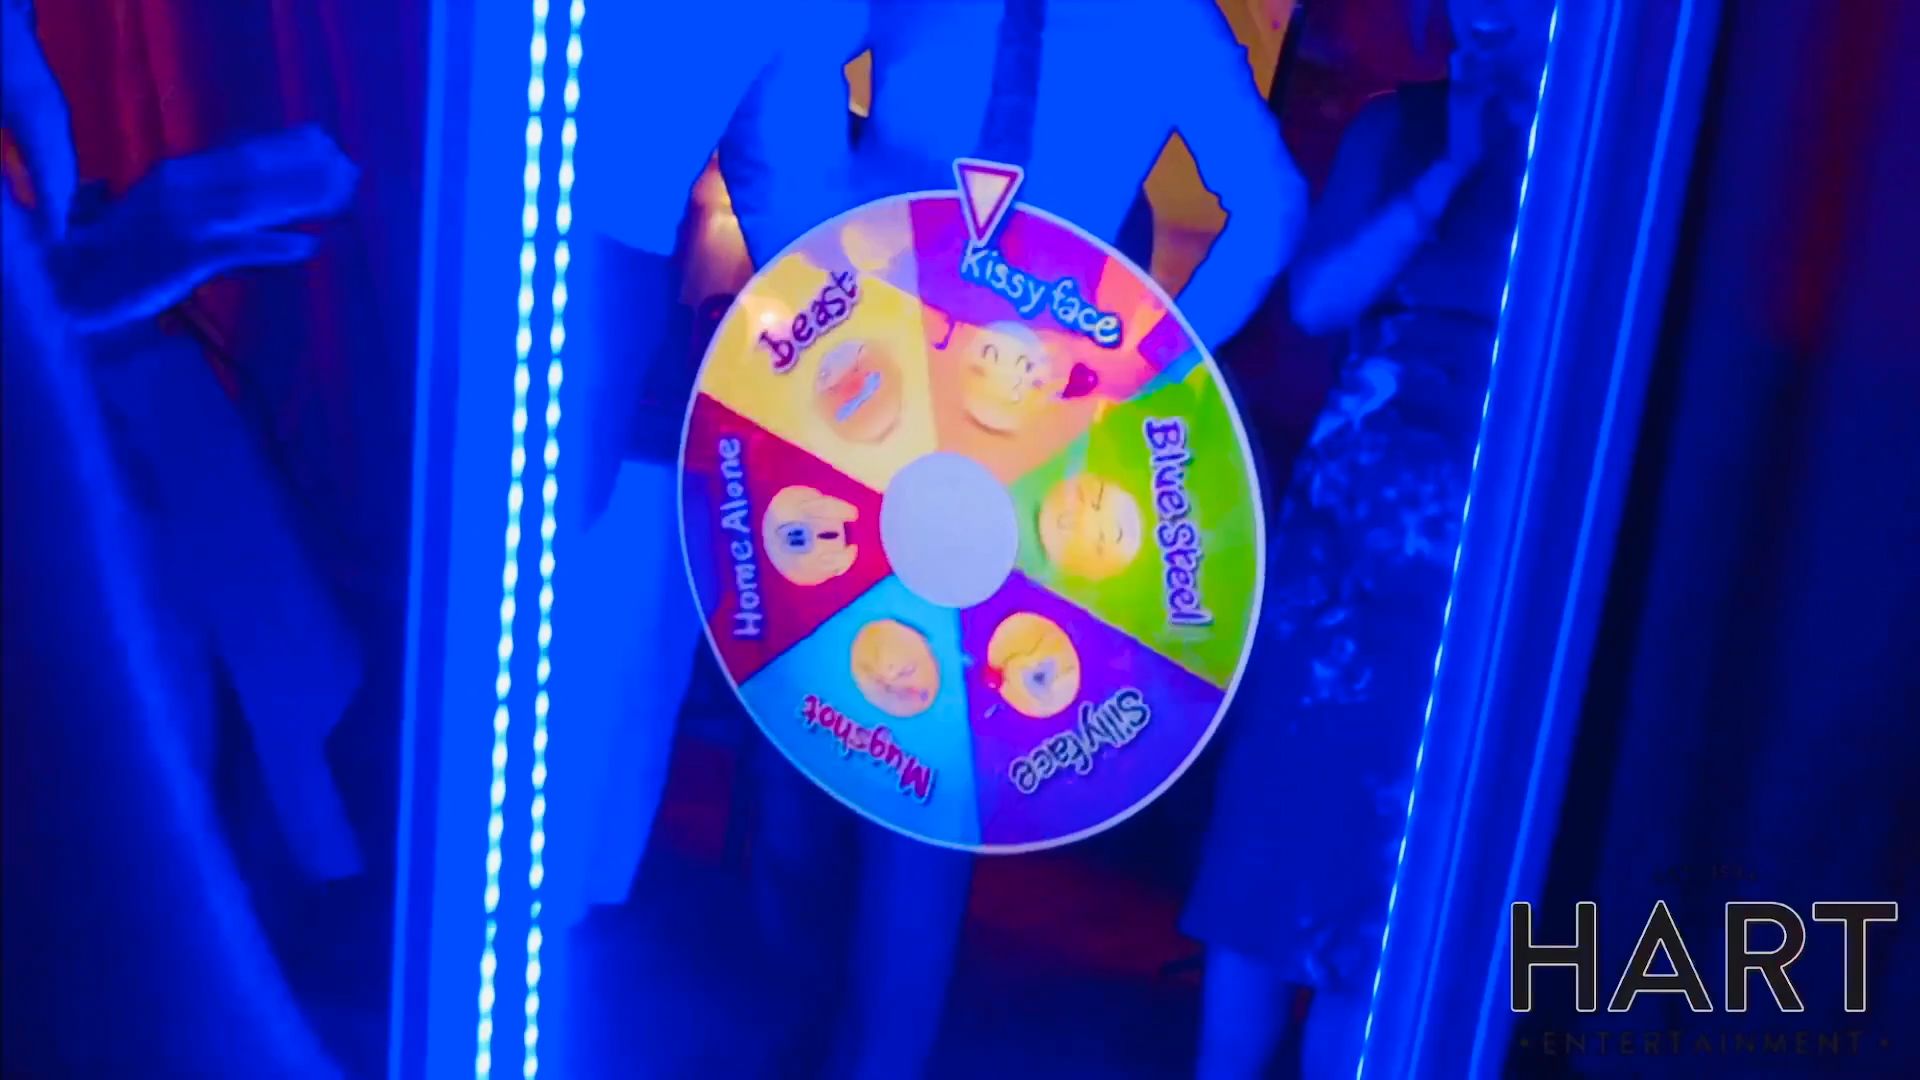 Kissy face
beast
Blue Steel
Home Alone
Silly face
Mugshot
HART
• ENTERTAINMENT •